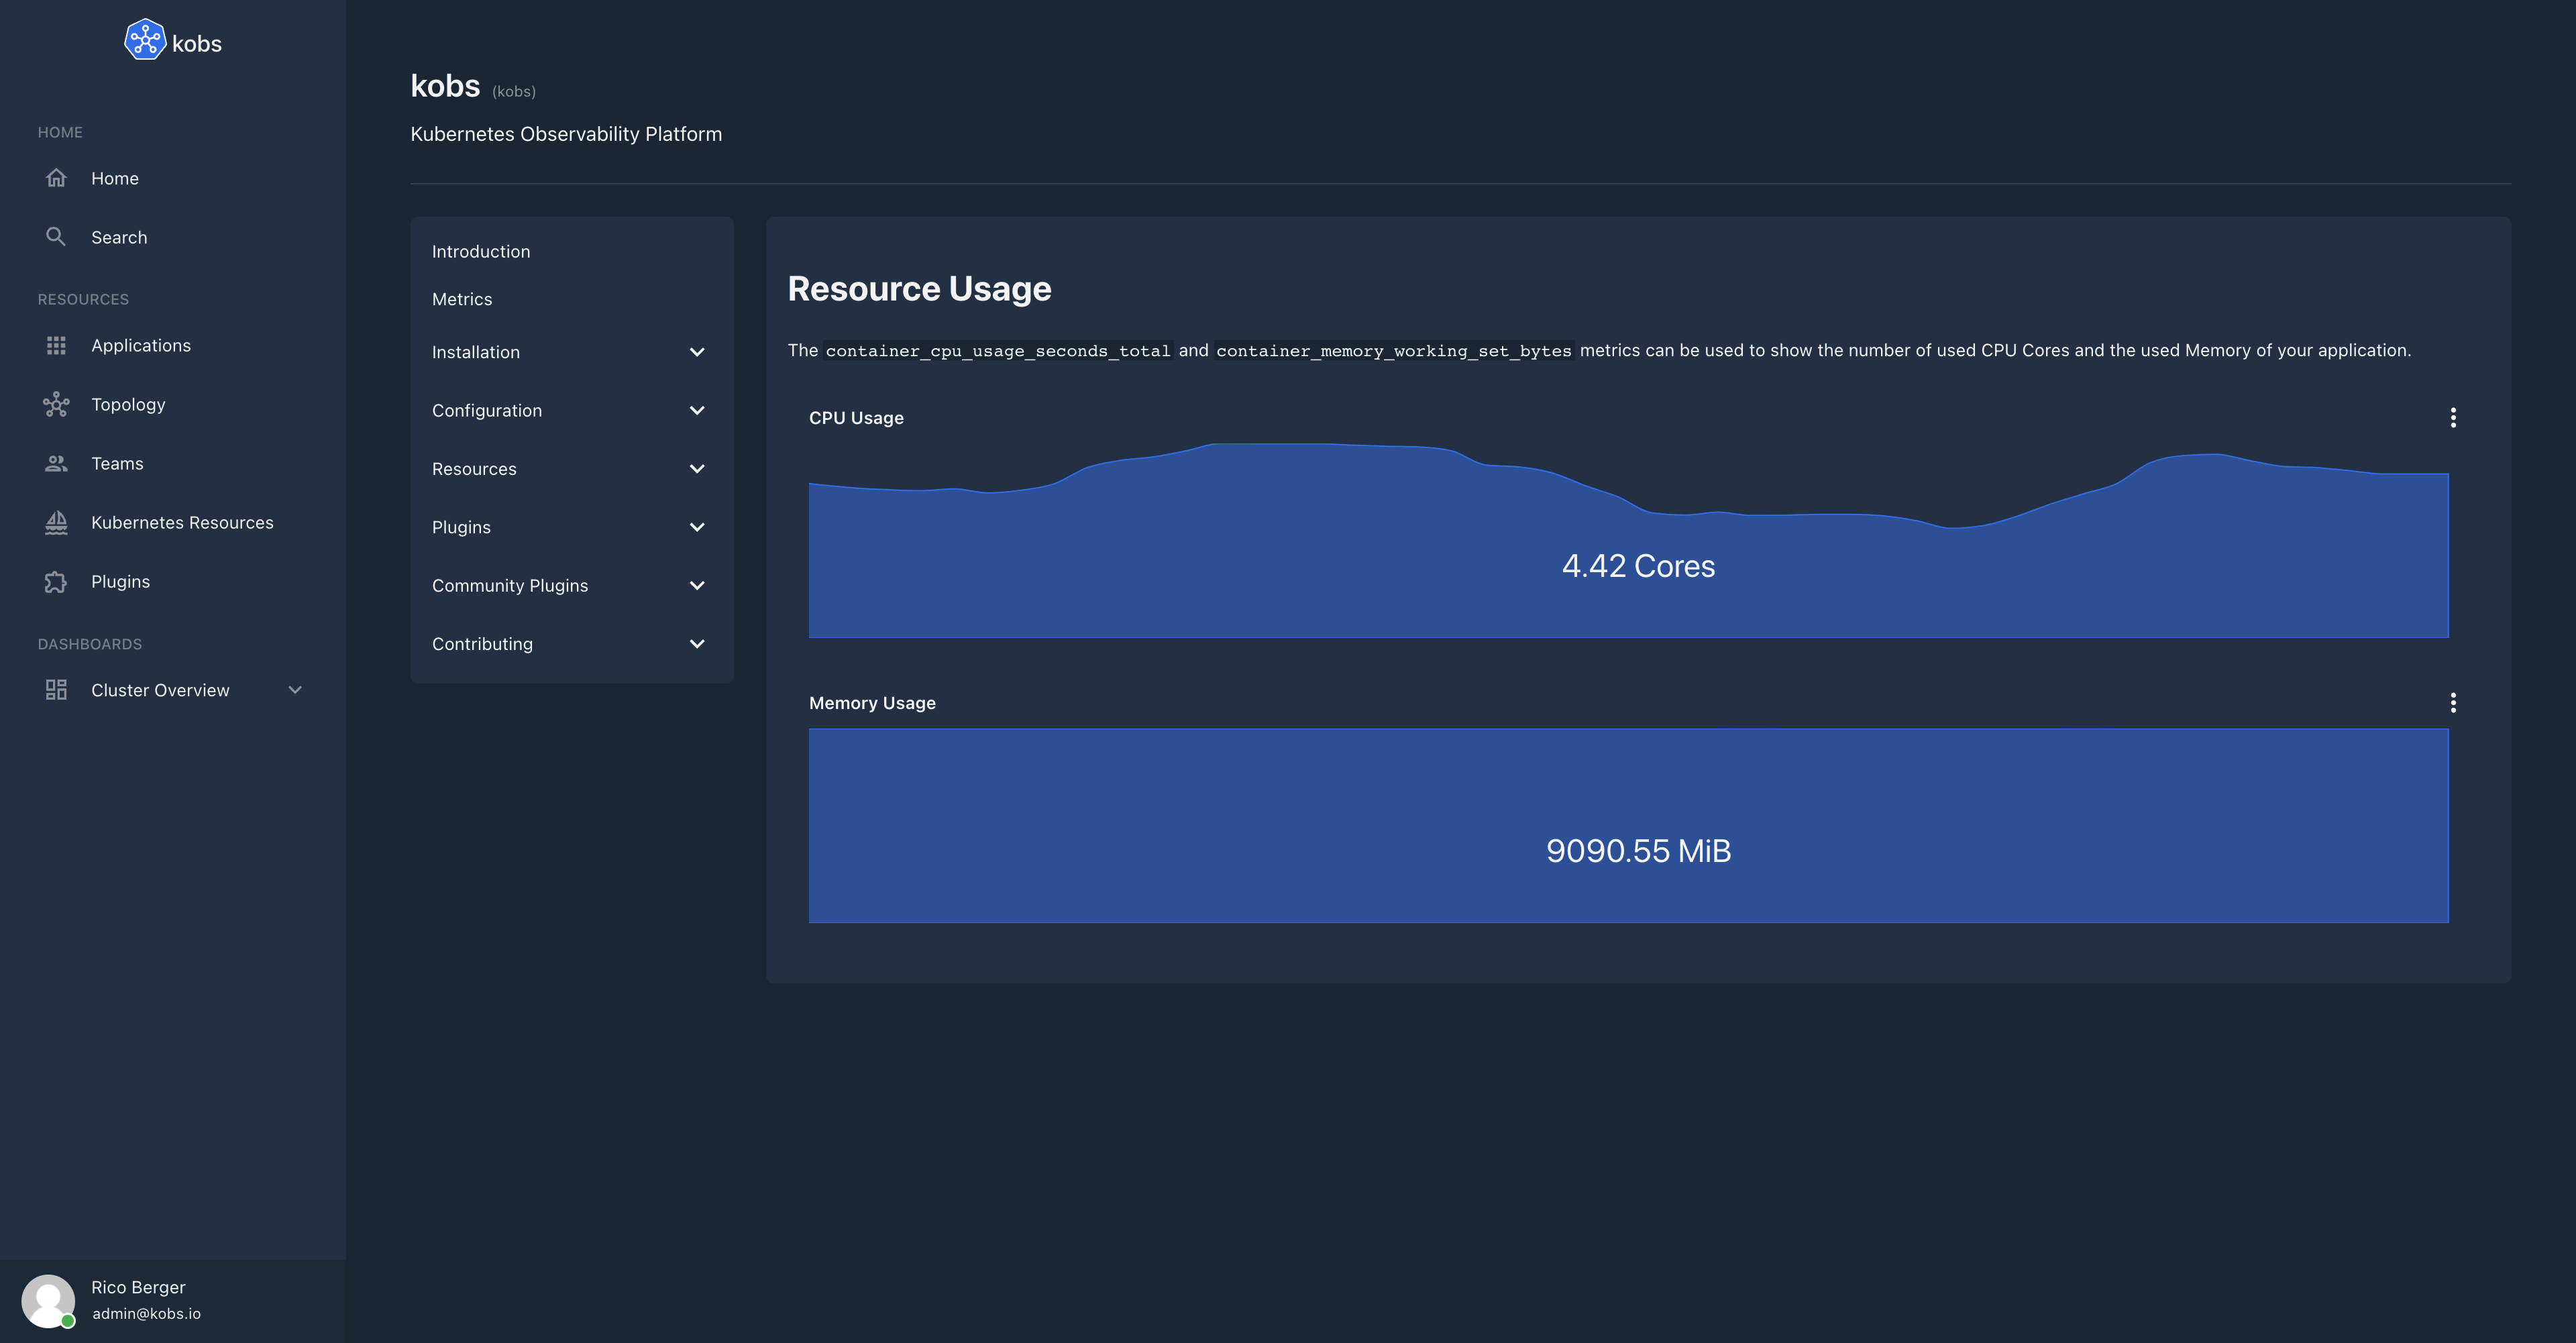 kobs
HOME
Home
Search
RESOURCES
Applications
Topology
Teams
Kubernetes Resources
Plugins
DASHBOARDS
Cluster Overview
Rico Berger
admin@kobs.io
kobs (kobs)
Kubernetes Observability Platform
Introduction
Metrics
Installation
Configuration
Resources
Plugins
Community Plugins
Contributing
Resource Usage
The container_cpu_usage_seconds_total and container_memory_working_set_bytes metrics can be used to show the number of used CPU Cores and the used Memory of your application.
CPU Usage
4.42 Cores
Memory Usage
9090.55 MiB